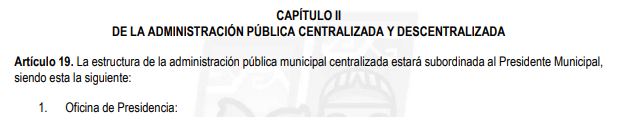 CAPÍTULO II
DE LA ADMINISTRACIÓN PÚBLICA CENTRALIZADA Y DESCENTRALIZADA
Artículo 19. La estructura de la administración pública municipal centralizada estará subordinada al Presidente Municipal,
siendo esta la siguiente:
1. Oficina de Presidencia: